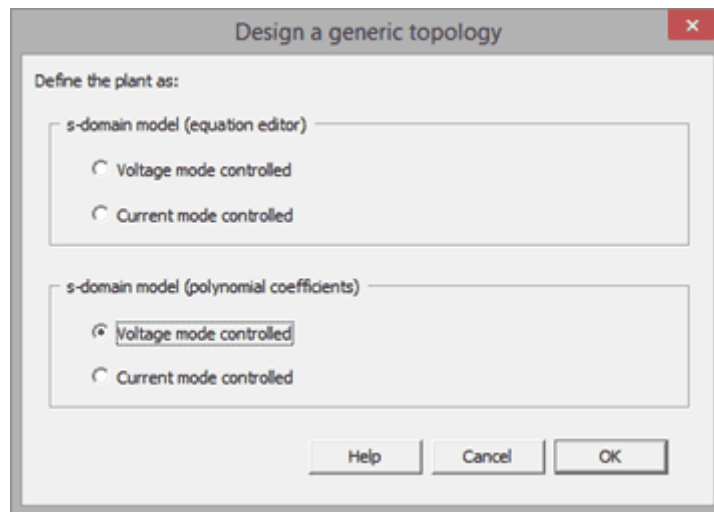 Design a generic topology
Define the plant as:
s-domain model (equation editor)
Voltage mode controlled
Current mode controlled
s-domain model (polynomial coefficients)
Voltage mode controlled
Current mode controlled
Help Cancel OK